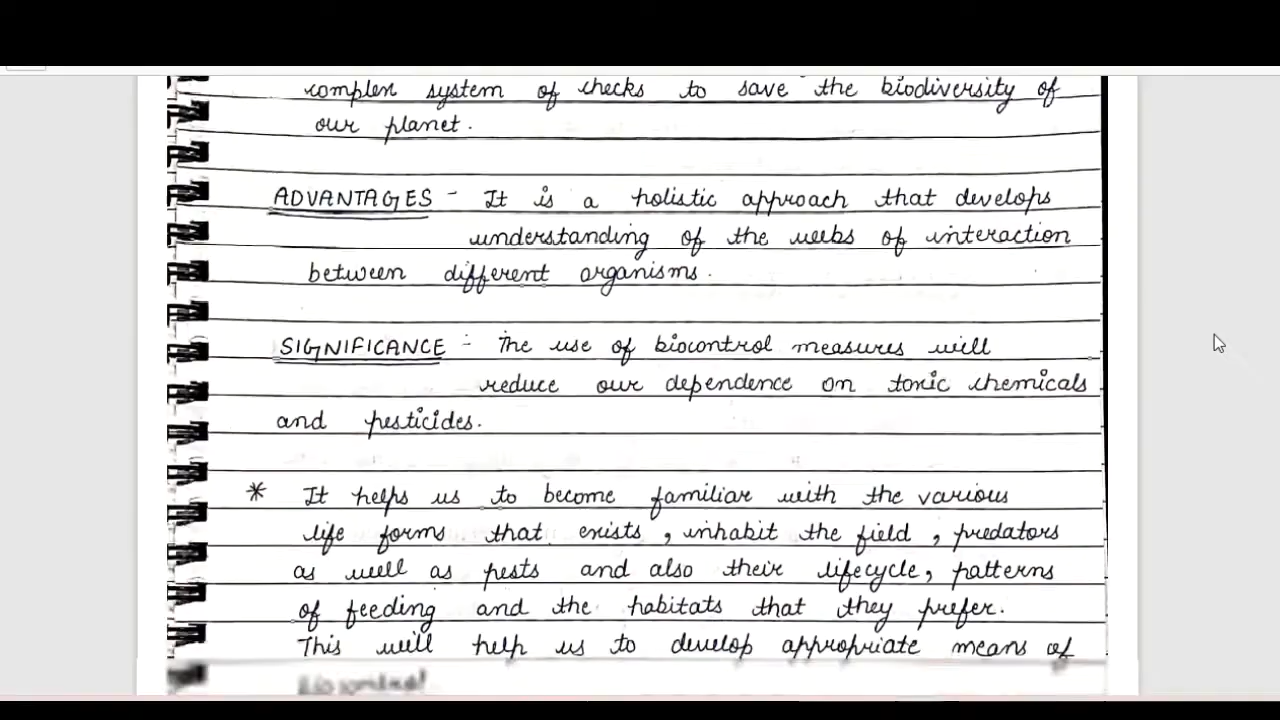 complex system of checks to save the biodiversity of
our planet.
ADVANTAGES - It is a holistic approach that develops
understanding of the webs of interaction
between different organisms.
SIGNIFICANCE - The use of biocontrol measures will
reduce our dependence on toxic chemicals
and pesticides.
* It helps us to become familiar with the various
life forms that exists, inhabit the field, predators
as well as pests and also their lifecycle, patterns
of feeding and the habitats that they prefer.
This will help us to develop appropriate means of
biocontrol